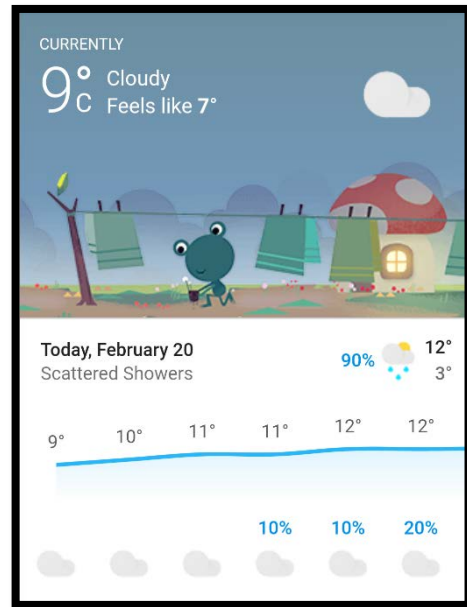 CURRENTLY
9°C
Cloudy
Feels like 7°
Today, February 20
Scattered Showers
90%
12°
3°
9° 10° 11° 11° 12° 12°
10% 10% 20%